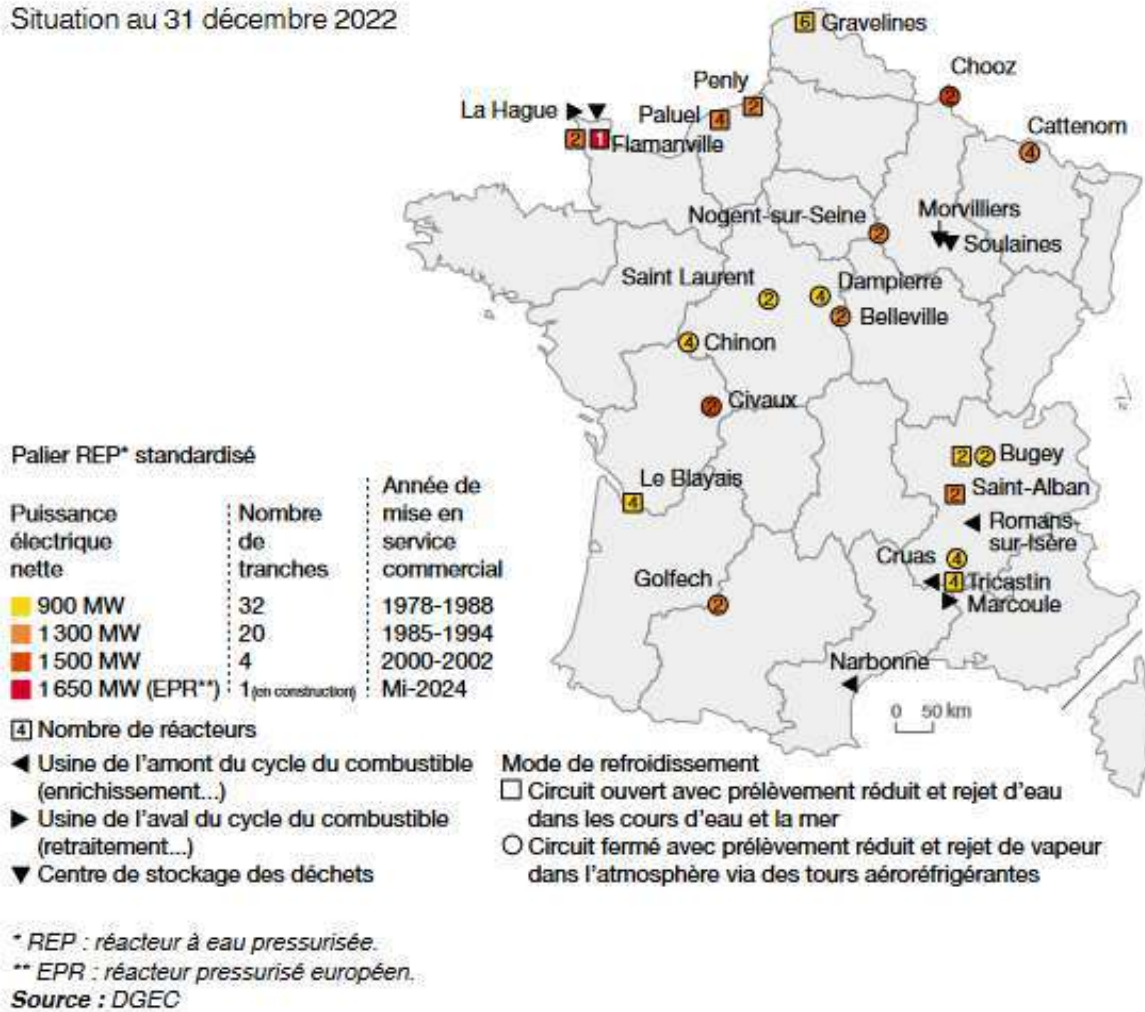 Situation au 31 décembre 2022
6 Gravelines
Chooz
2
Penly
2
La Hague
Paluel 4
Cattenom
4
2 1 Flamanville
Nogent-sur-Seine
2
Morvilliers
Soulaines
Saint Laurent
2
Dampierre
4
2 Belleville
4 Chinon
2 Civaux
2 2 Bugey
Le Blayais
4
2 Saint-Alban
Romans-
sur-Isère
Cruas 4
4 Tricastin
Marcoule
Golfech
2
Narbonne
0 50 km
Palier REP* standardisé
Puissance électrique nette
Nombre de tranches
Année de mise en service commercial
900 MW 32 1978-1988
1 300 MW 20 1985-1994
1 500 MW 4 2000-2002
1 650 MW (EPR**) 1 (en construction) Mi-2024
4 Nombre de réacteurs
Usine de l'amont du cycle du combustible
(enrichissement...)
Usine de l'aval du cycle du combustible
(retraitement...)
Centre de stockage des déchets
Mode de refroidissement
Circuit ouvert avec prélèvement réduit et rejet d'eau
dans les cours d'eau et la mer
Circuit fermé avec prélèvement réduit et rejet de vapeur
dans l'atmosphère via des tours aéroréfrigérantes
* REP : réacteur à eau pressurisée.
** EPR : réacteur pressurisé européen.
Source : DGEC